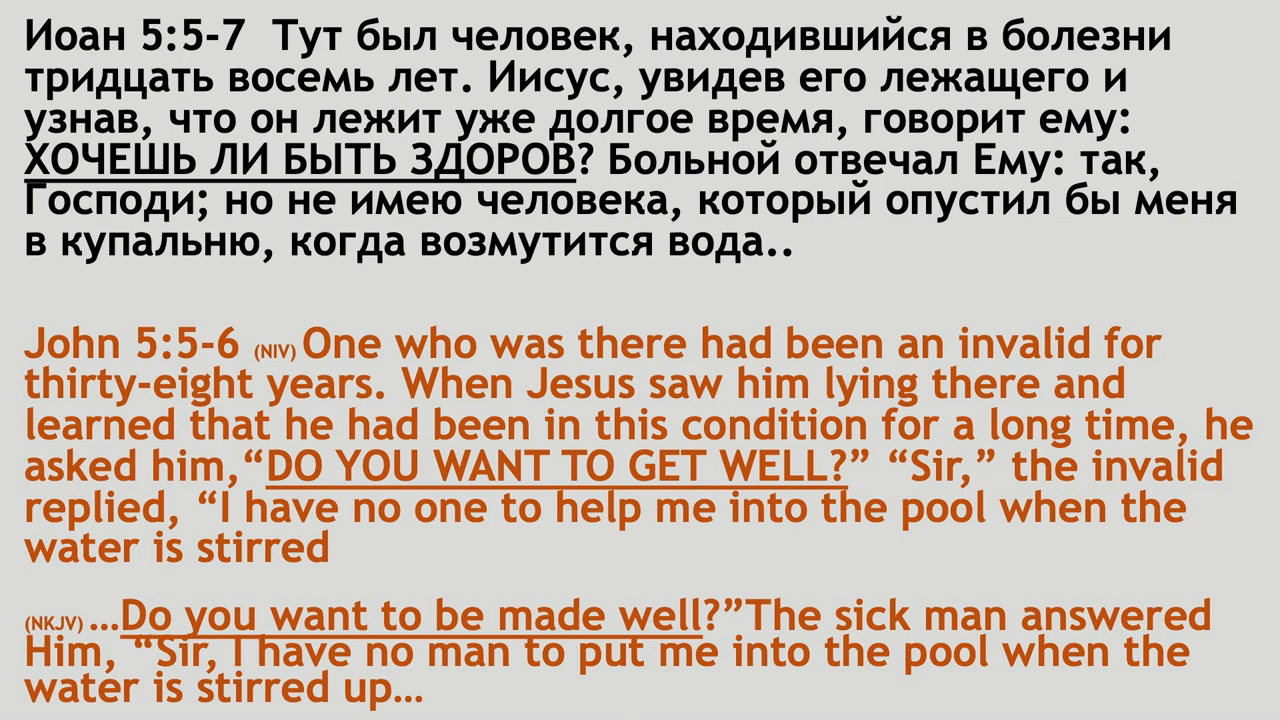 Иоан 5:5-7  Тут был человек, находившийся в болезни
тридцать восемь лет. Иисус, увидев его лежащего и
узнав, что он лежит уже долгое время, говорит ему:
ХОЧЕШЬ ЛИ БЫТЬ ЗДОРОВ? Больной отвечал Ему: так,
Господи; но не имею человека, который опустил бы меня
в купальню, когда возмутится вода..
John 5:5-6 (NIV) One who was there had been an invalid for
thirty-eight years. When Jesus saw him lying there and
learned that he had been in this condition for a long time, he
asked him,“DO YOU WANT TO GET WELL?” “Sir,” the invalid
replied, “I have no one to help me into the pool when the
water is stirred
(NKJV) …Do you want to be made well?”The sick man answered
Him, “Sir, I have no man to put me into the pool when the
water is stirred up…